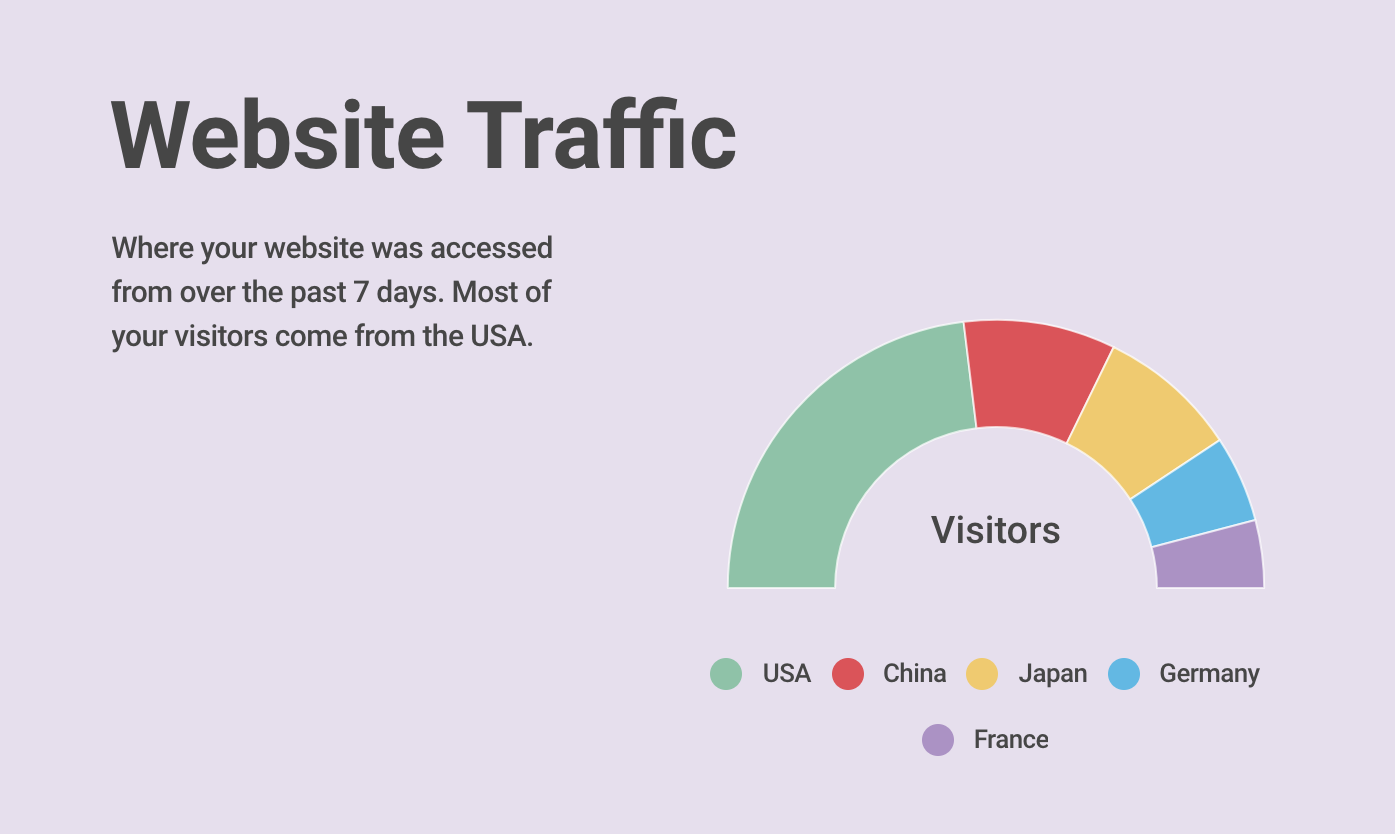 Website Traffic
Where your website was accessed
from over the past 7 days. Most of
your visitors come from the USA.
Visitors
USA China Japan Germany
France